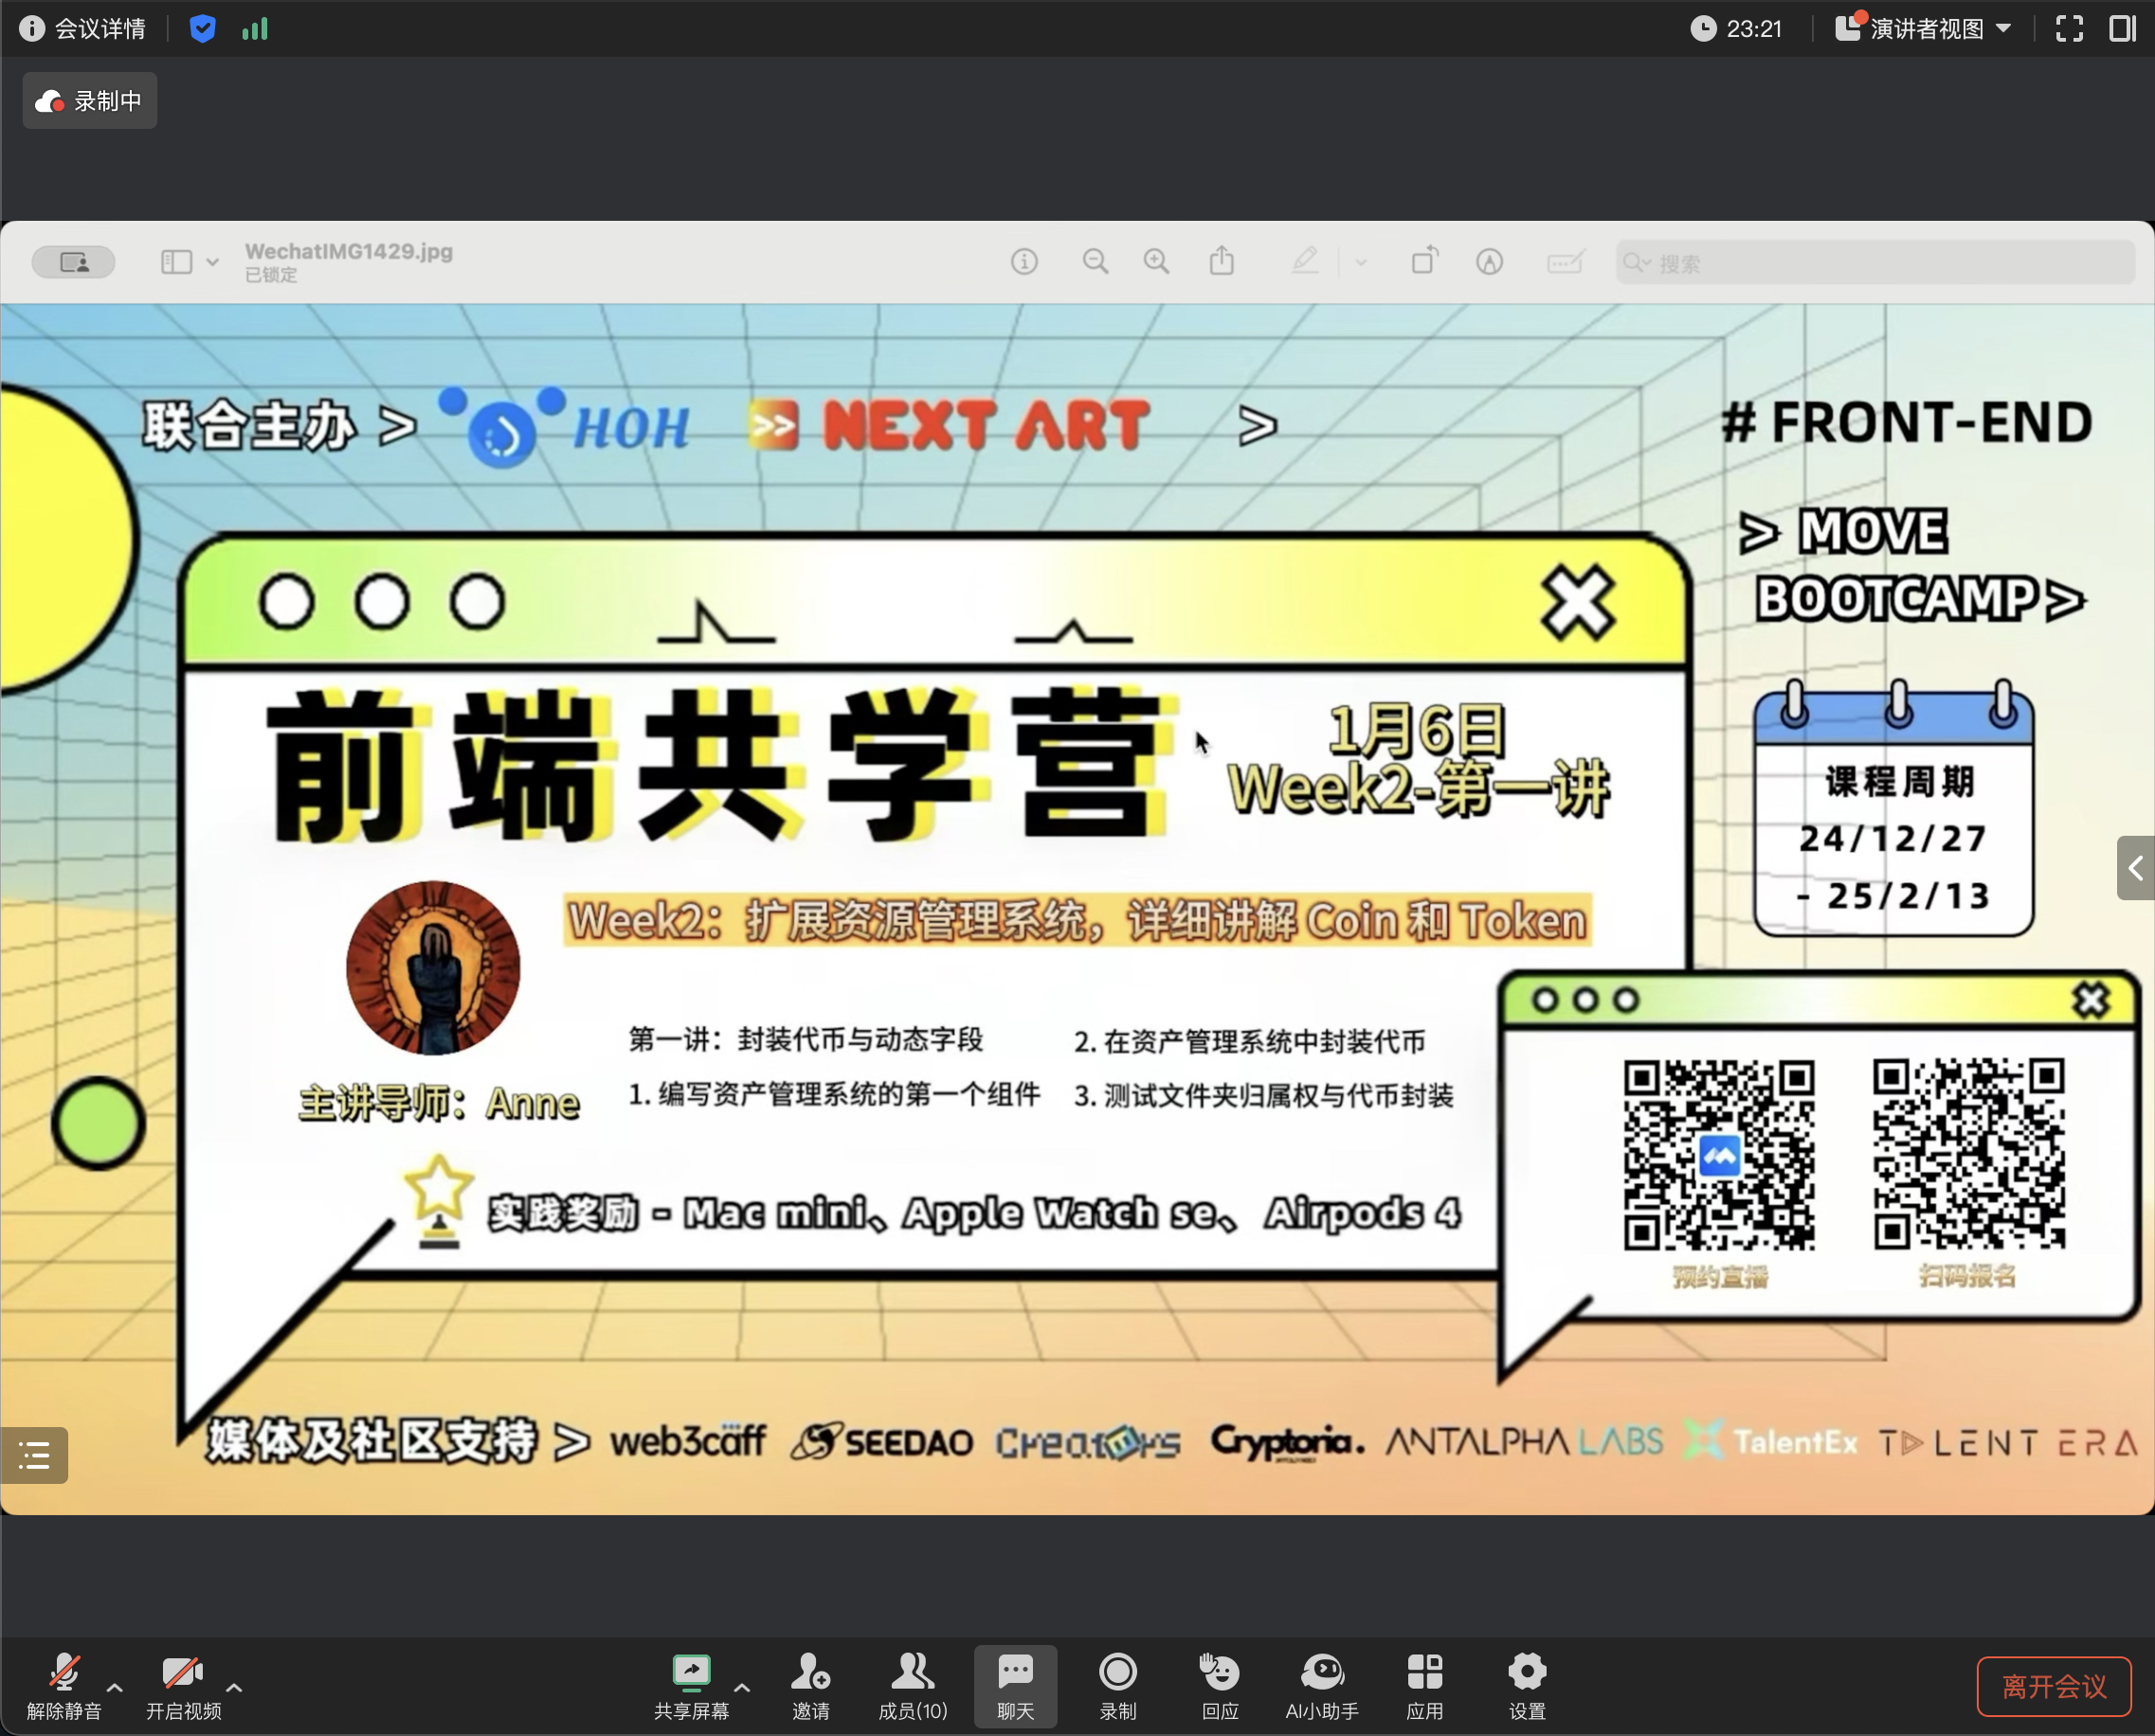 会议详情
23:21
演讲者视图
录制中
WechatIMG1429.jpg
已锁定
搜索
联合主办 > HOH NEXT ART >
# FRONT-END
> MOVE
BOOTCAMP >
前端共学营
1月6日
Week2-第一讲
课程周期
24/12/27
- 25/2/13
Week2：扩展资源管理系统，详细讲解 Coin 和 Token
第一讲：封装代币与动态字段
1. 编写资产管理系统的第一个组件
2. 在资产管理系统中封装代币
3. 测试文件夹归属权与代币封装
主讲导师：Anne
实践奖励 - Mac mini、Apple Watch se、 Airpods 4
预约直播
扫码报名
媒体及社区支持 > web3caff SEEDAO Creators Cryptoria. ANTALPHA LABS TalentEx TALENT ERA
解除静音
开启视频
共享屏幕
邀请
成员(10)
聊天
录制
回应
AI小助手
应用
设置
离开会议